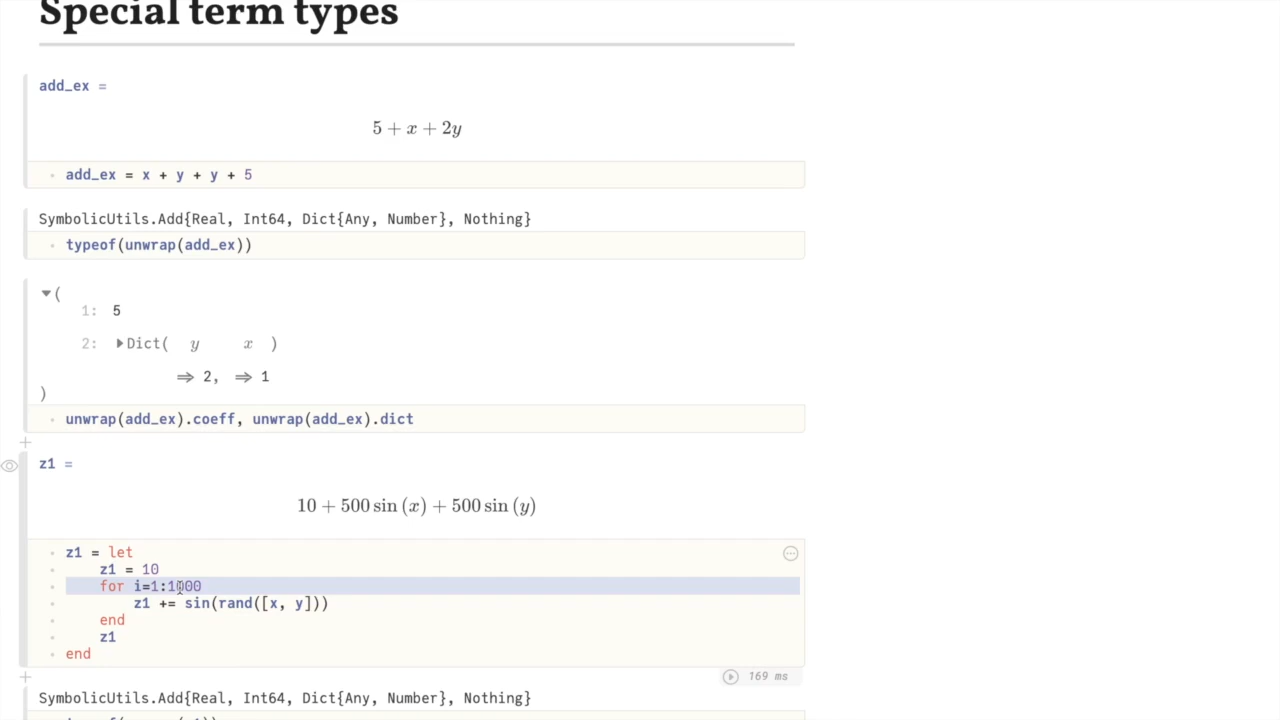 Special term types
add_ex =
5 + x + 2y
add_ex = x + y + y + 5
SymbolicUtils.Add{Real, Int64, Dict{Any, Number}, Nothing}
typeof(unwrap(add_ex))
(
1: 5
2: Dict( y x )
⇒ 2, ⇒ 1
)
unwrap(add_ex).coeff, unwrap(add_ex).dict
z1 =
10 + 500 sin (x) + 500 sin (y)
z1 = let
z1 = 10
for i=1:1000
z1 += sin(rand([x, y]))
end
z1
end
169 ms
SymbolicUtils.Add{Real, Int64, Dict{Any, Number}, Nothing}